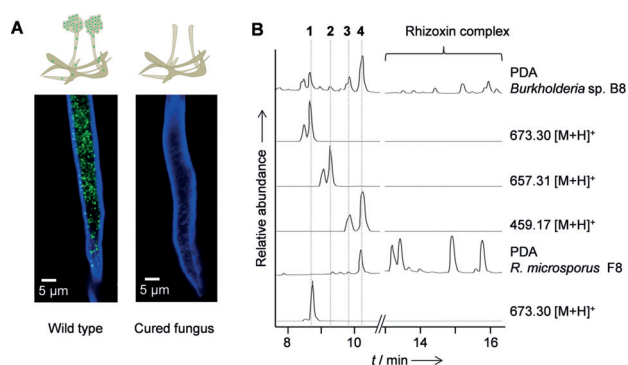 A
5 µm
5 µm
Wild type
Cured fungus
B
1 2 3 4
Rhizoxin complex
PDA
Burkholderia sp. B8
673.30 [M+H]⁺
657.31 [M+H]⁺
459.17 [M+H]⁺
PDA
R. microsporus F8
673.30 [M+H]⁺
Relative abundance
8 10 14 16
t / min